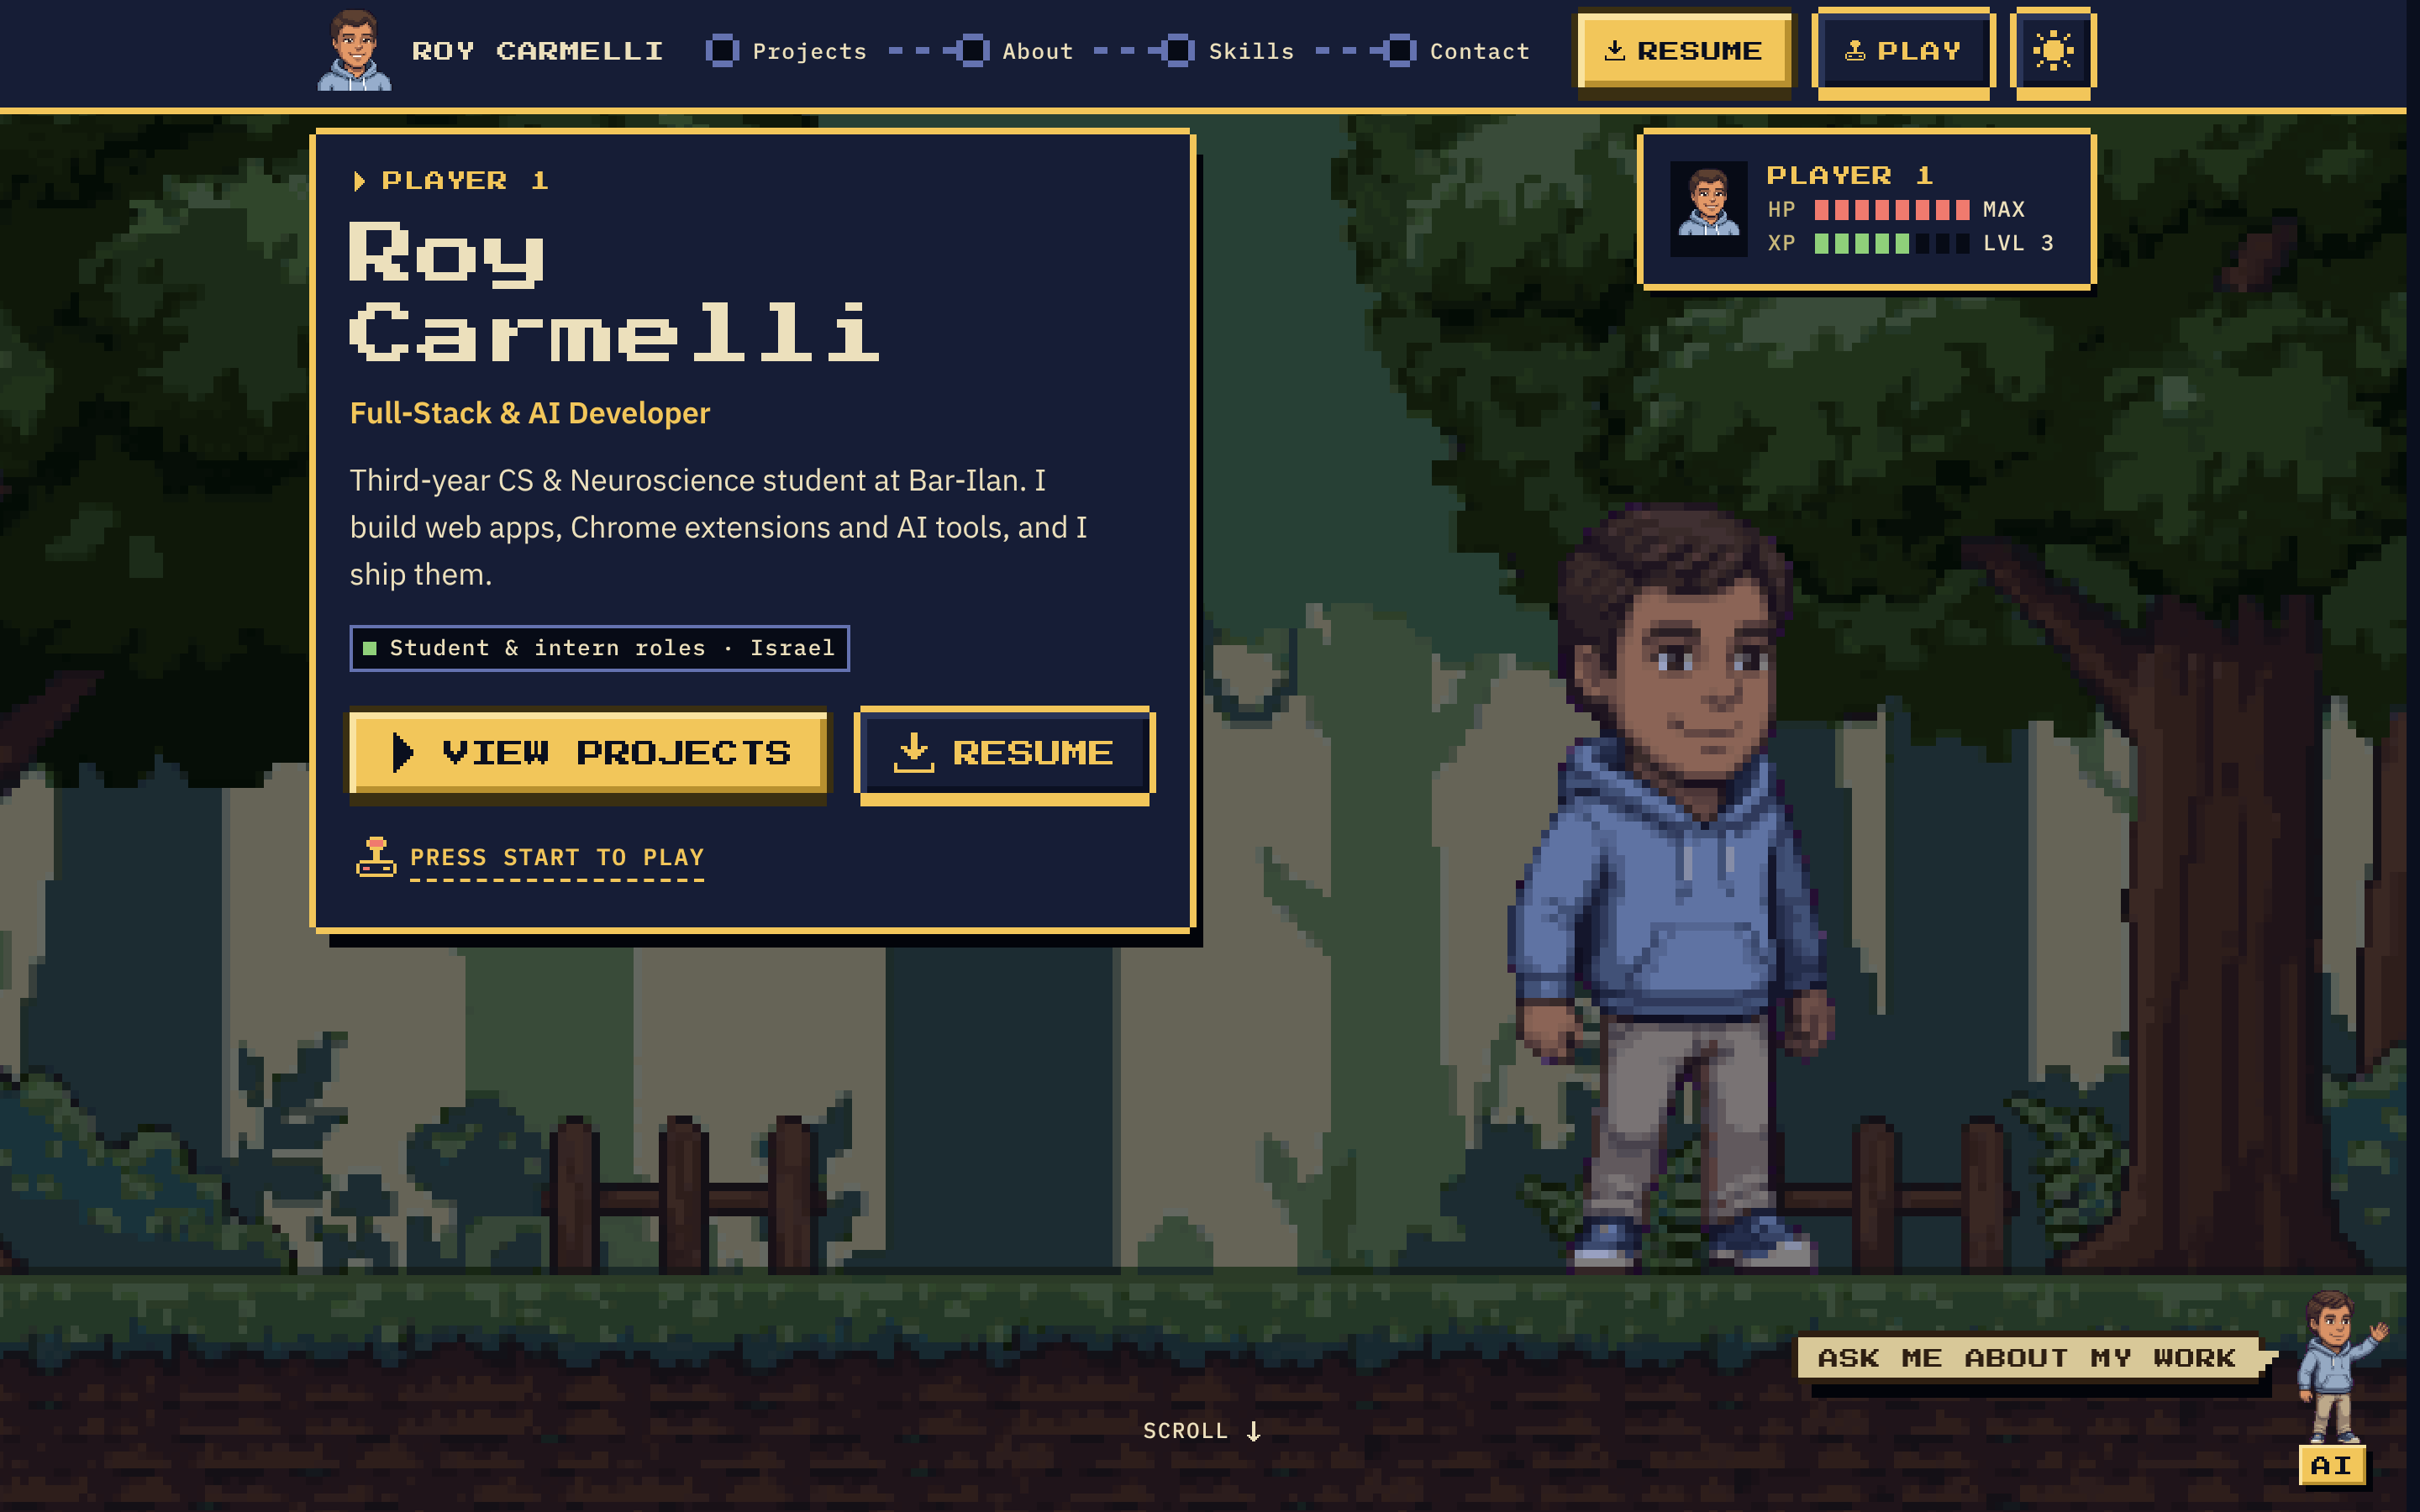 ROY CARMELLI
Projects
About
Skills
Contact
RESUME
PLAY
PLAYER 1
Roy
Carmelli
Full-Stack & AI Developer
Third-year CS & Neuroscience student at Bar-Ilan. I
build web apps, Chrome extensions and AI tools, and I
ship them.
Student & intern roles · Israel
VIEW PROJECTS
RESUME
PRESS START TO PLAY
PLAYER 1
HP MAX
XP LVL 3
ASK ME ABOUT MY WORK
AI
SCROLL ↓